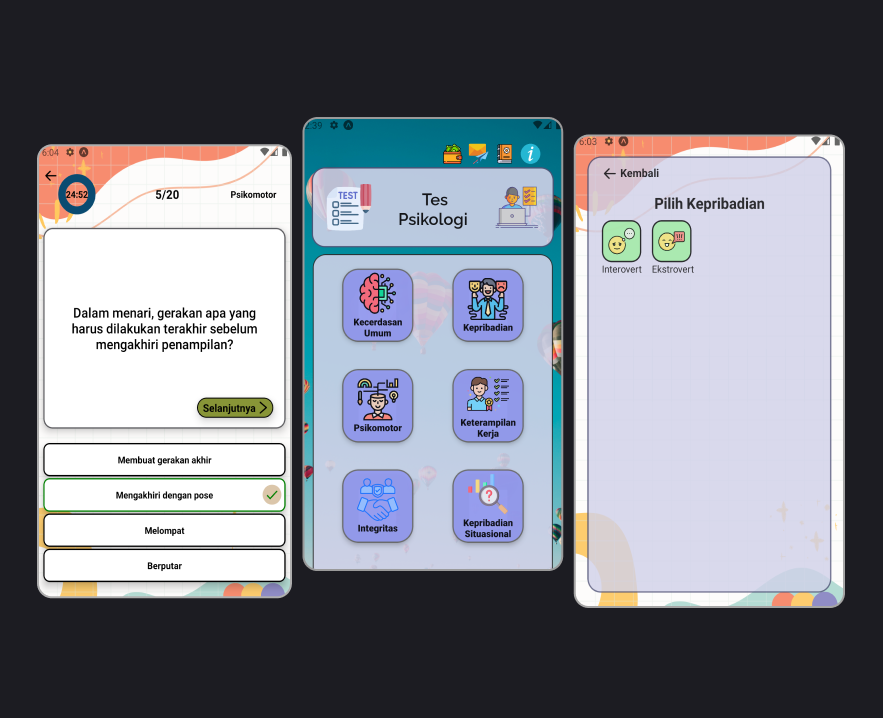 6:04
24:52
5/20
Psikomotor
Dalam menari, gerakan apa yang
harus dilakukan terakhir sebelum
mengakhiri penampilan?
Selanjutnya
Membuat gerakan akhir
Mengakhiri dengan pose
Melompat
Berputar
2:39
TEST
Tes
Psikologi
Kecerdasan
Umum
Kepribadian
Psikomotor
Keterampilan
Kerja
Integritas
Kepribadian
Situasional
6:03
Kembali
Pilih Kepribadian
Interovert
Ekstrovert